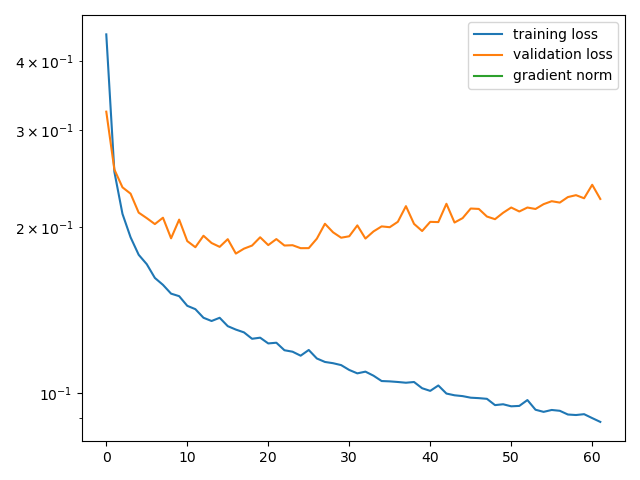 training loss
validation loss
gradient norm
4 × 10⁻¹
3 × 10⁻¹
2 × 10⁻¹
10⁻¹
0 10 20 30 40 50 60